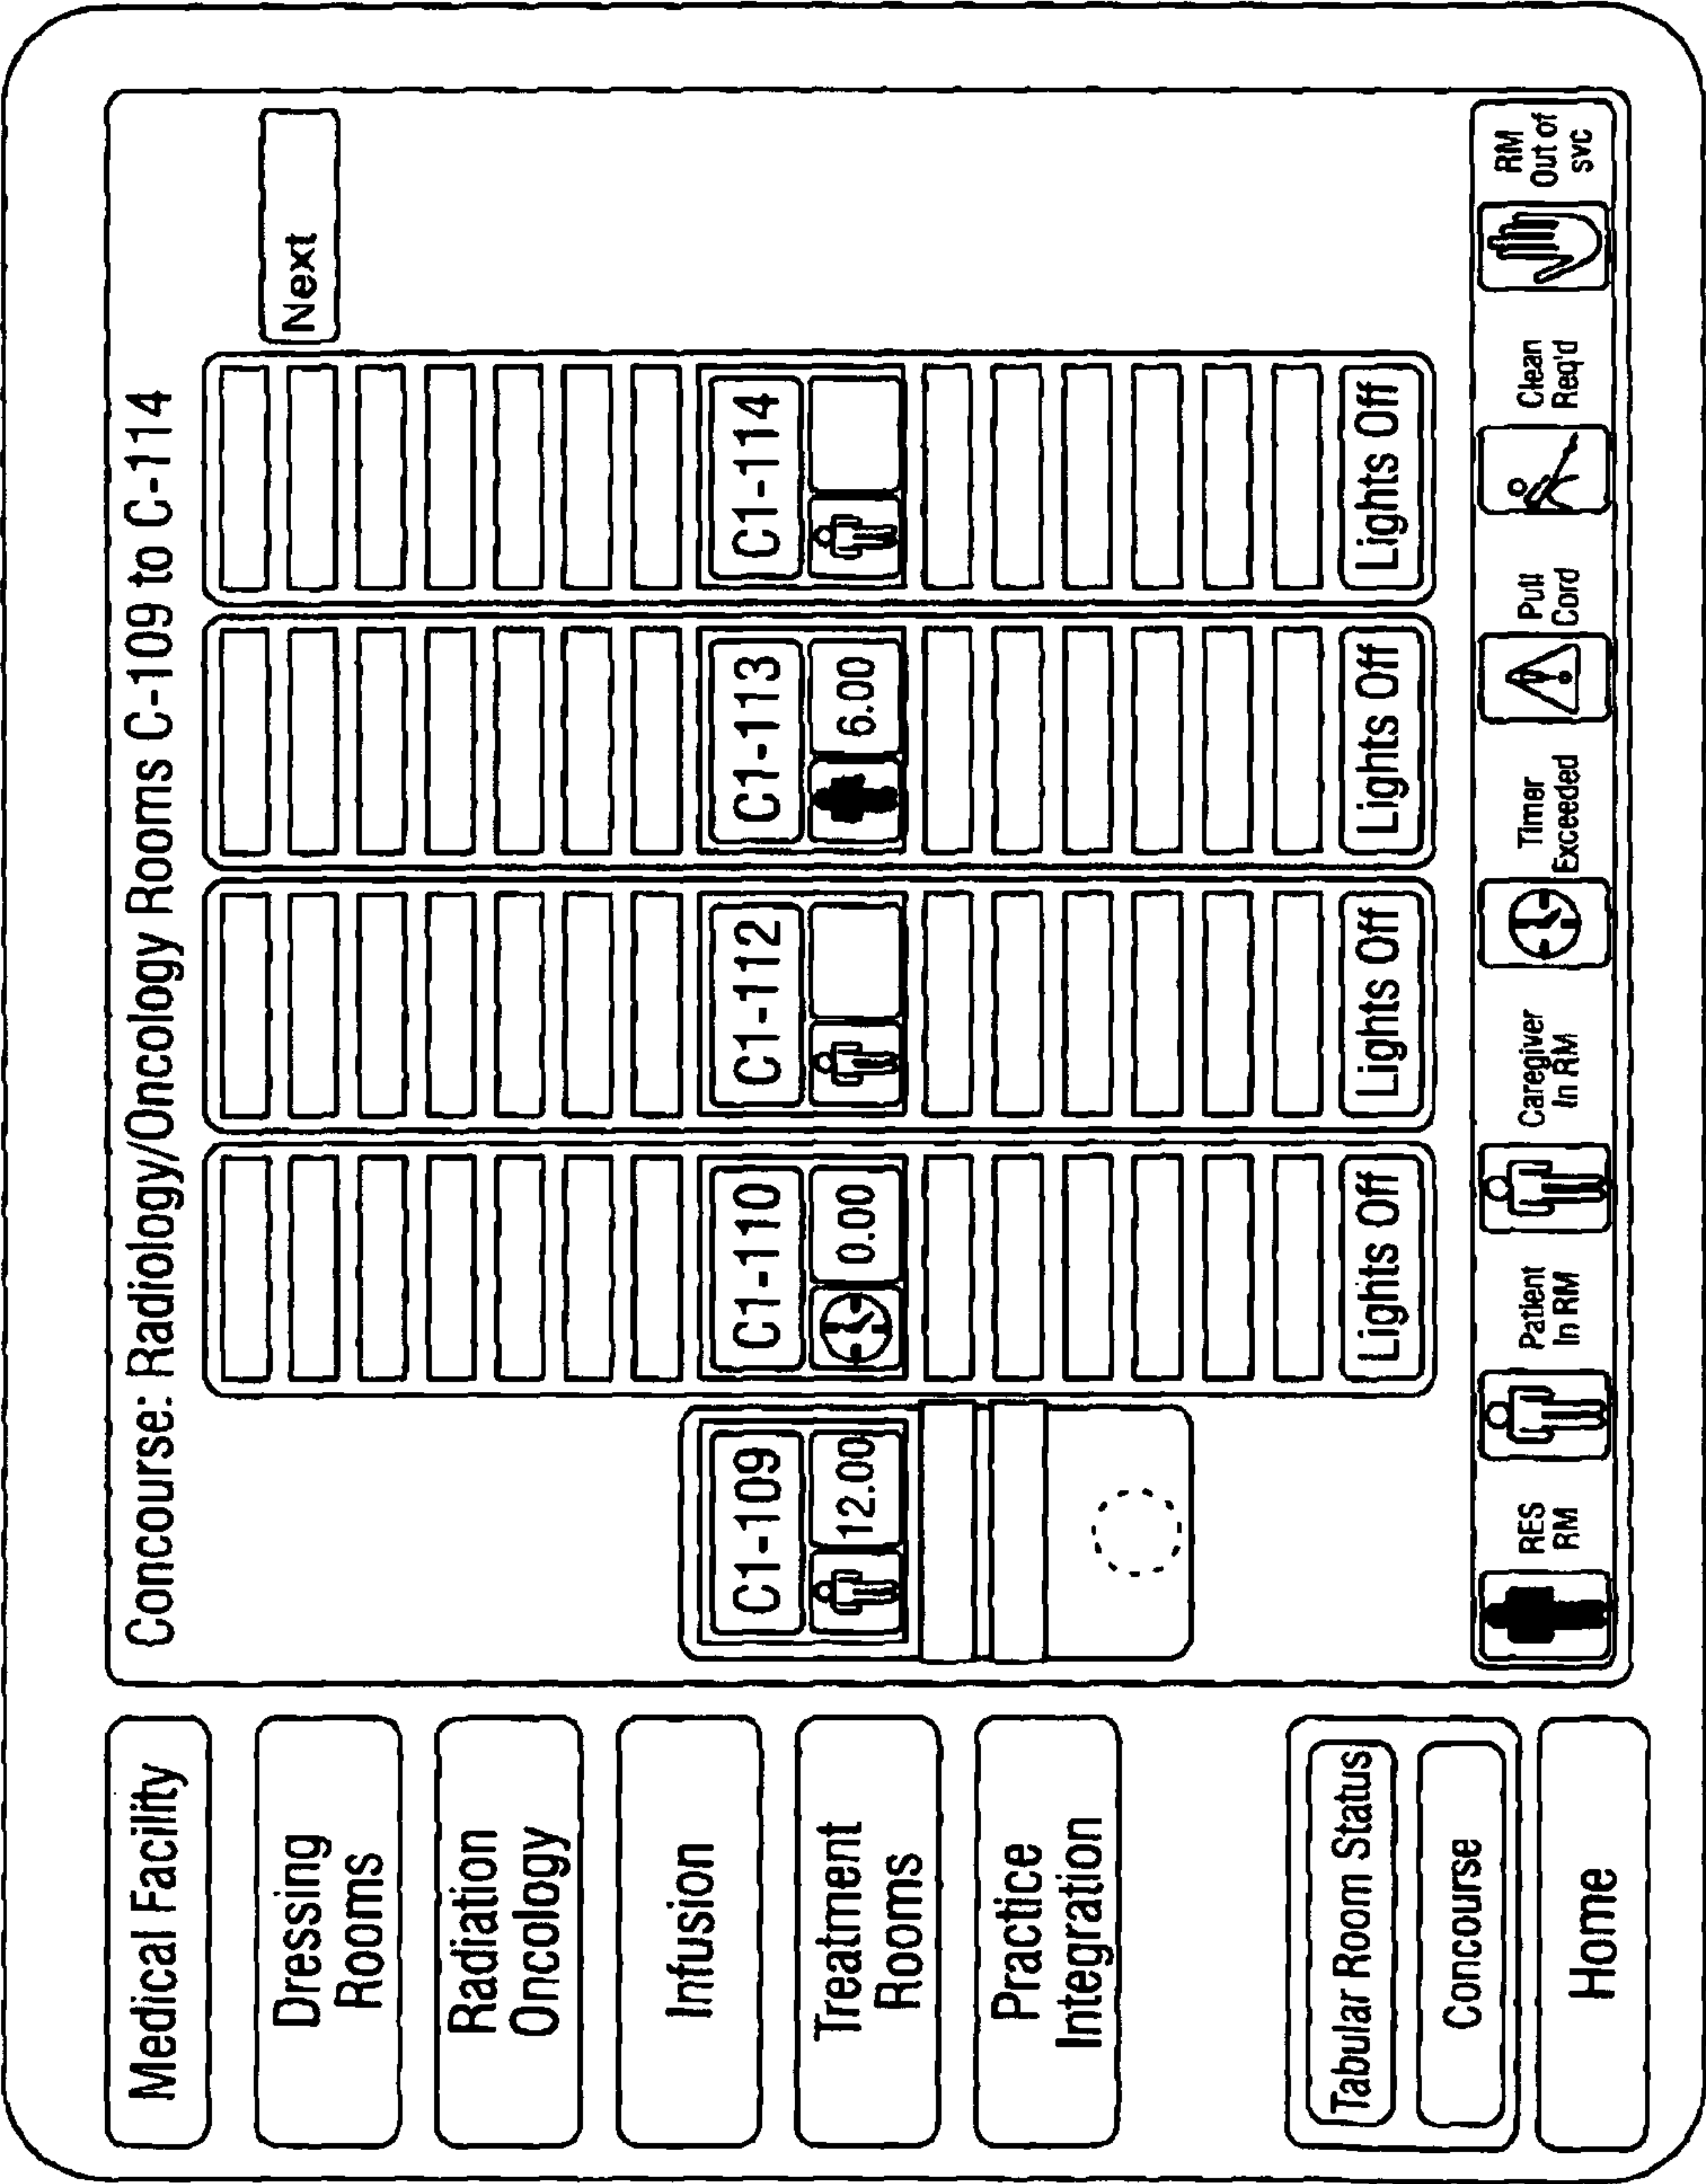 Medical Facility
Dressing
Rooms
Radiation
Oncology
Infusion
Treatment
Rooms
Practice
Integration
Tabular Room Status
Concourse
Home
Concourse: Radiology/Oncology Rooms C-109 to C-114
Next
C1-109
12.00
C1-110
0.00
Lights Off
C1-112
Lights Off
C1-113
6.00
Lights Off
C1-114
Lights Off
RES
RM
Patient
In RM
Caregiver
In RM
Timer
Exceeded
Pull
Cord
Clean
Req'd
RM
Out of
svc